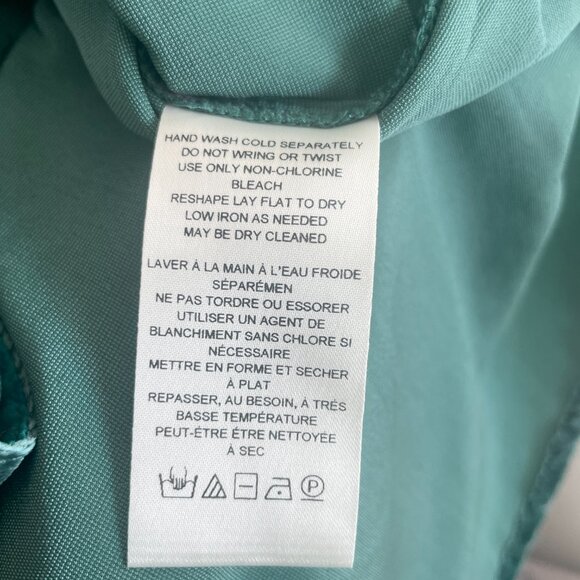 HAND WASH COLD SEPARATELY
DO NOT WRING OR TWIST
USE ONLY NON-CHLORINE
BLEACH
RESHAPE LAY FLAT TO DRY
LOW IRON AS NEEDED
MAY BE DRY CLEANED
LAVER À LA MAIN À L'EAU FROIDE
SÉPARÉMEN
NE PAS TORDRE OU ESSORER
UTILISER UN AGENT DE
BLANCHIMENT SANS CHLORE SI
NÉCESSAIRE
METTRE EN FORME ET SECHER
À PLAT
REPASSER, AU BESOIN, À TRÉS
BASSE TEMPÉRATURE
PEUT-ÉTRE ÉTRE NETTOYÉE
À SEC
P